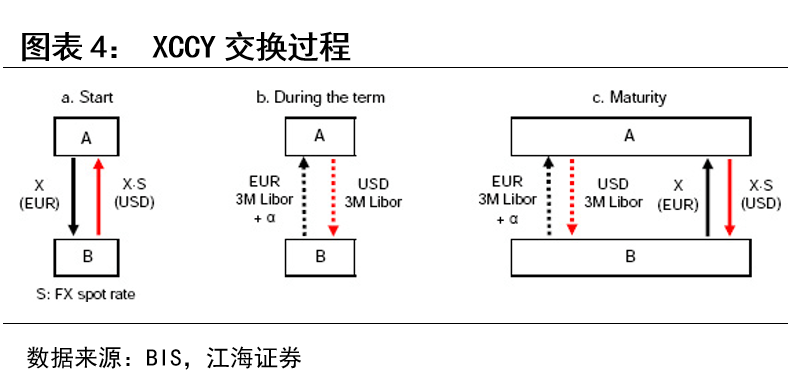 图表 4： XCCY 交换过程
a. Start
b. During the term
c. Maturity
A
A
A
X
(EUR)
X·S
(USD)
EUR
3M Libor
+ α
USD
3M Libor
EUR
3M Libor
+ α
USD
3M Libor
X
(EUR)
X·S
(USD)
B
B
B
S: FX spot rate
数据来源：BIS，江海证券